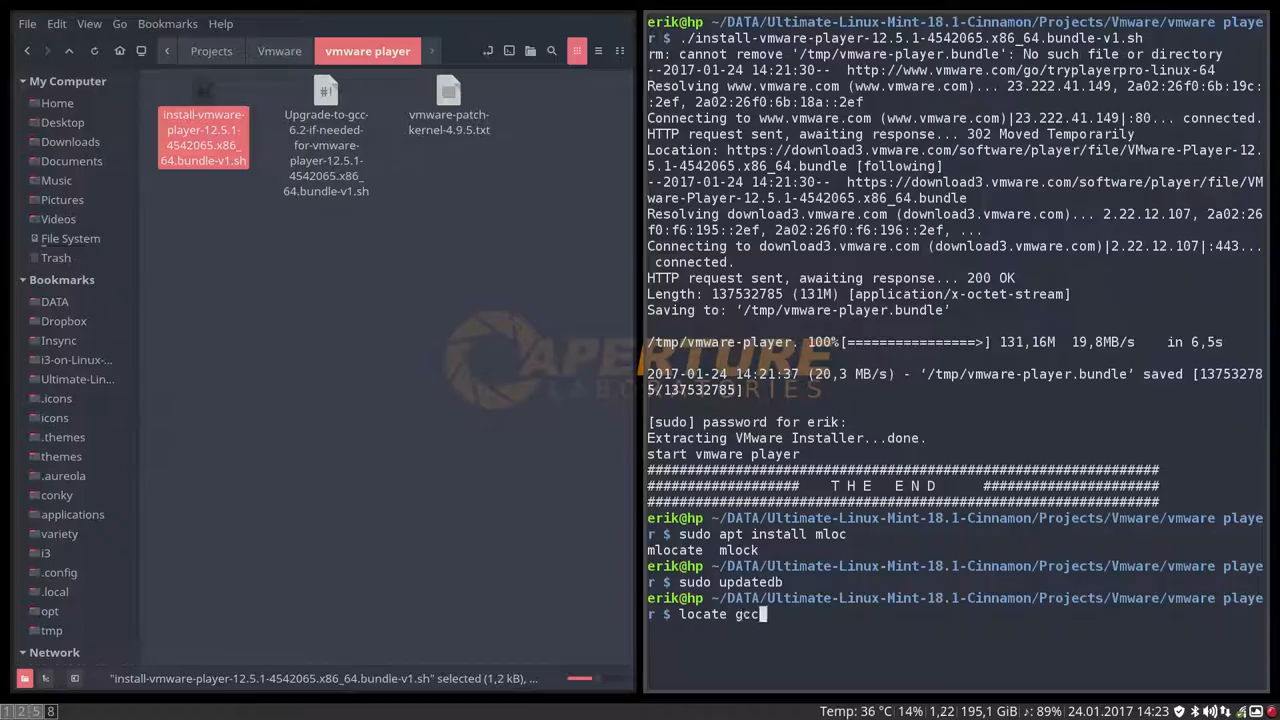 File Edit View Go Bookmarks Help
Projects Vmware vmware player
My Computer
Home
Desktop
Downloads
Documents
Music
Pictures
Videos
File System
Trash
Bookmarks
DATA
Dropbox
Insync
i3-on-Linux-...
Ultimate-Lin...
.icons
icons
.themes
themes
.aureola
conky
applications
variety
i3
.config
.local
opt
tmp
Network
install-vmware-
player-12.5.1-
4542065.x86_
64.bundle-v1.sh
#!
Upgrade-to-gcc-
6.2-if-needed-
for-vmware-
player-12.5.1-
4542065.x86_
64.bundle-v1.sh
vmware-patch-
kernel-4.9.5.txt
APERTURE
LABORATORIES
"install-vmware-player-12.5.1-4542065.x86_64.bundle-v1.sh" selected (1,2 kB), ...
erik@hp ~/DATA/Ultimate-Linux-Mint-18.1-Cinnamon/Projects/Vmware/vmware playe
r $ ./install-vmware-player-12.5.1-4542065.x86_64.bundle-v1.sh
rm: cannot remove '/tmp/vmware-player.bundle': No such file or directory
--2017-01-24 14:21:30-- http://www.vmware.com/go/tryplayerpro-linux-64
Resolving www.vmware.com (www.vmware.com)... 23.222.41.149, 2a02:26f0:6b:19c:
:2ef, 2a02:26f0:6b:18a::2ef
Connecting to www.vmware.com (www.vmware.com)|23.222.41.149|:80... connected.
HTTP request sent, awaiting response... 302 Moved Temporarily
Location: https://download3.vmware.com/software/player/file/VMware-Player-12.
5.1-4542065.x86_64.bundle [following]
--2017-01-24 14:21:30-- https://download3.vmware.com/software/player/file/VM
ware-Player-12.5.1-4542065.x86_64.bundle
Resolving download3.vmware.com (download3.vmware.com)... 2.22.12.107, 2a02:26
f0:f6:195::2ef, 2a02:26f0:f6:196::2ef, ...
Connecting to download3.vmware.com (download3.vmware.com)|2.22.12.107|:443...
connected.
HTTP request sent, awaiting response... 200 OK
Length: 137532785 (131M) [application/x-octet-stream]
Saving to: ‘/tmp/vmware-player.bundle’
/tmp/vmware-player. 100%[================>] 131,16M 19,8MB/s in 6,5s
2017-01-24 14:21:37 (20,3 MB/s) - ‘/tmp/vmware-player.bundle’ saved [13753278
5/137532785]
[sudo] password for erik:
Extracting VMware Installer...done.
start vmware player
################################################################
################### T H E E N D ######################
################################################################
erik@hp ~/DATA/Ultimate-Linux-Mint-18.1-Cinnamon/Projects/Vmware/vmware playe
r $ sudo apt install mloc
mlocate mlock
erik@hp ~/DATA/Ultimate-Linux-Mint-18.1-Cinnamon/Projects/Vmware/vmware playe
r $ sudo updatedb
erik@hp ~/DATA/Ultimate-Linux-Mint-18.1-Cinnamon/Projects/Vmware/vmware playe
r $ locate gcc
1 2 5 8 Temp: 36 °C 14% 1,22 195,1 GiB ♪: 89% 24.01.2017 14:23